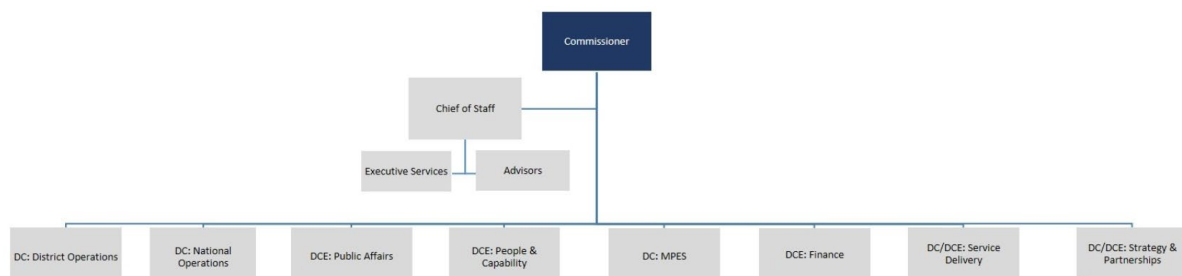 Commissioner
Chief of Staff
Executive Services
Advisors
DC: District Operations
DC: National
Operations
DCE: Public Affairs
DCE: People &
Capability
DC: MPES
DCE: Finance
DC/DCE: Service
Delivery
DC/DCE: Strategy &
Partnerships